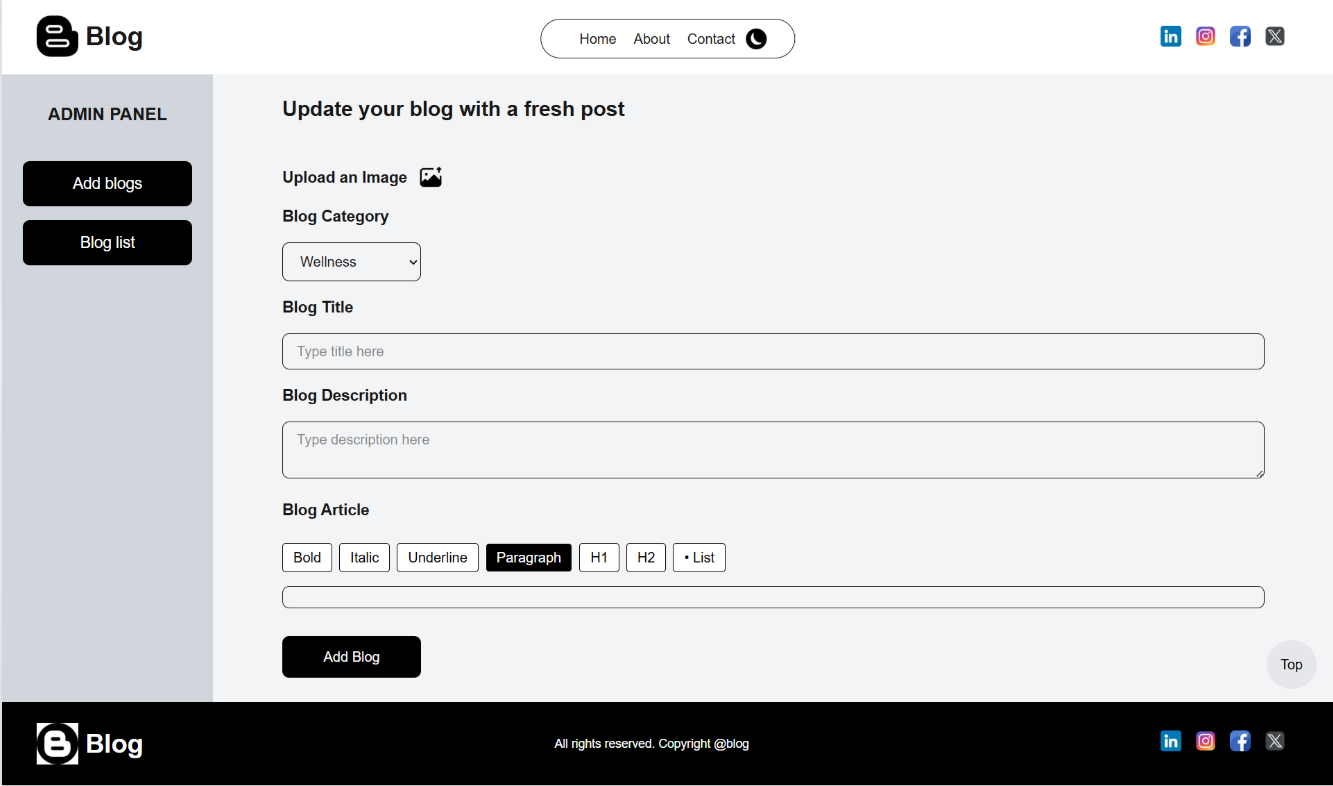 Blog
Home About Contact
ADMIN PANEL
Add blogs
Blog list
Update your blog with a fresh post
Upload an Image
Blog Category
Wellness
Blog Title
Type title here
Blog Description
Type description here
Blog Article
Bold Italic Underline Paragraph H1 H2 • List
Add Blog
Top
Blog
All rights reserved. Copyright @blog